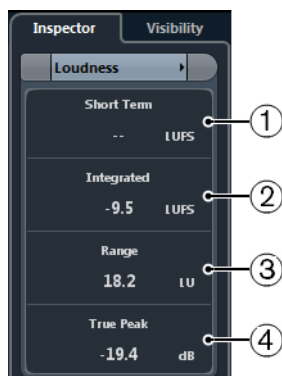 Inspector Visibility
Loudness
Short Term
-- LUFS
1
Integrated
-9.5 LUFS
2
Range
18.2 LU
3
True Peak
-19.4 dB
4